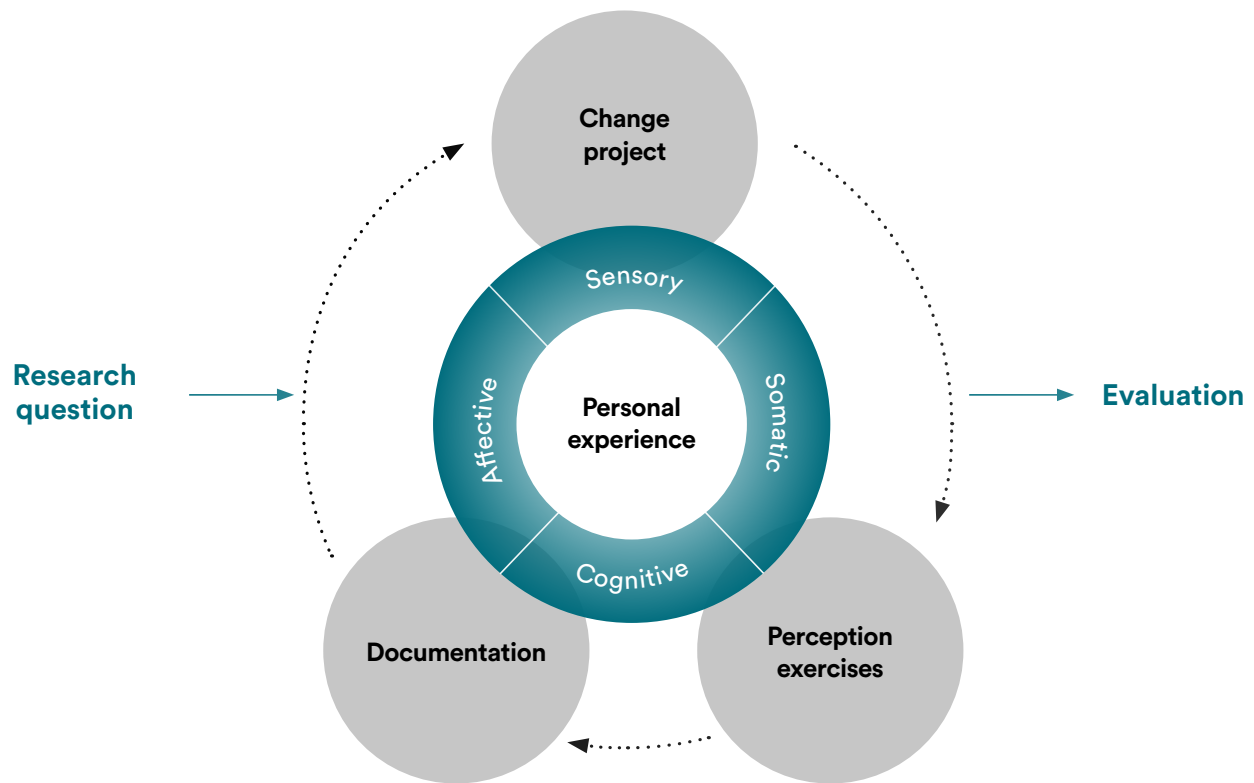 Change
project
Sensory
Research
question
Affective
Personal
experience
Somatic
Evaluation
Cognitive
Documentation
Perception
exercises